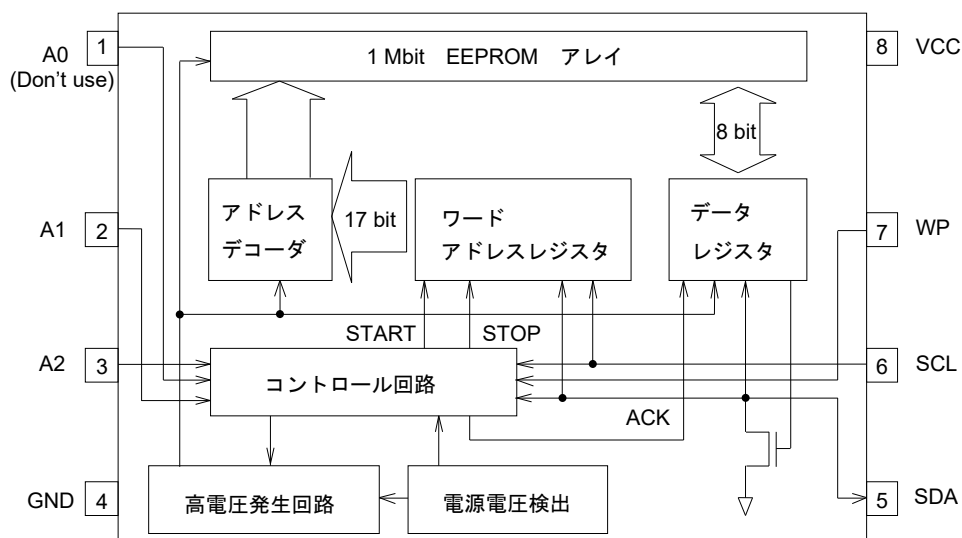 1
A0
(Don't use)
1 Mbit EEPROM アレイ
8
VCC
8 bit
アドレス
デコーダ
17 bit
ワード
アドレスレジスタ
データ
レジスタ
A1
2
7
WP
START
STOP
A2
3
コントロール回路
6
SCL
ACK
GND
4
高電圧発生回路
電源電圧検出
5
SDA